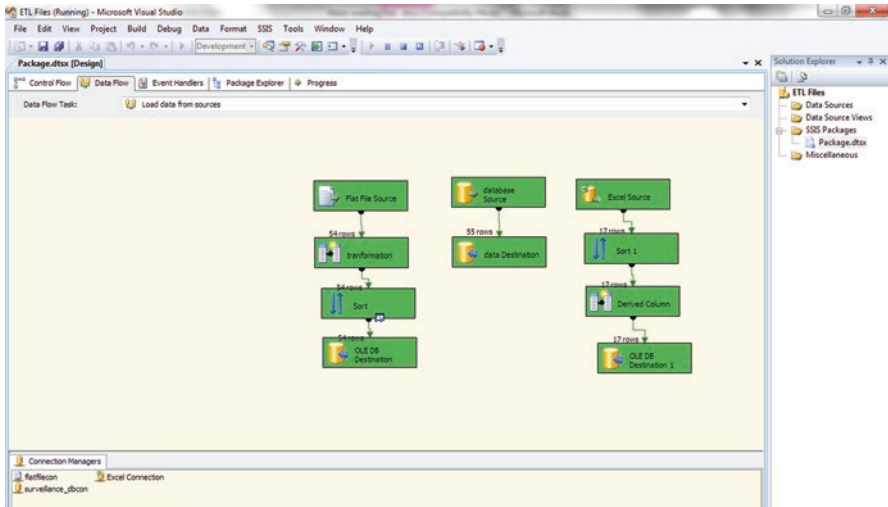 ETL Files (Running) - Microsoft Visual Studio
File Edit View Project Build Debug Data Format SSIS Tools Window Help
Development
Package.dtsx [Design]
Control Flow Data Flow Event Handlers Package Explorer Progress
Data Flow Task: Load data from sources
Flat File Source
54 rows
tranformation
54 rows
Sort
54 rows
OLE DB
Destination
database
Source
55 rows
data Destination
Excel Source
17 rows
Sort 1
17 rows
Derived Column
17 rows
OLE DB
Destination 1
Connection Managers
flatfilecon Excel Connection
surveillance_dbcon
Solution Explorer
ETL Files
Data Sources
Data Source Views
SSIS Packages
Package.dtsx
Miscellaneous